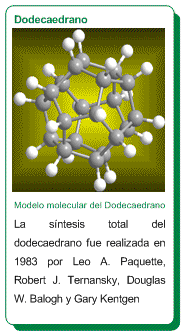 Dodecaedrano
Modelo molecular del Dodecaedrano
La síntesis total del
dodecaedrano fue realizada en
1983 por Leo A. Paquette,
Robert J. Ternansky, Douglas
W. Balogh y Gary Kentgen